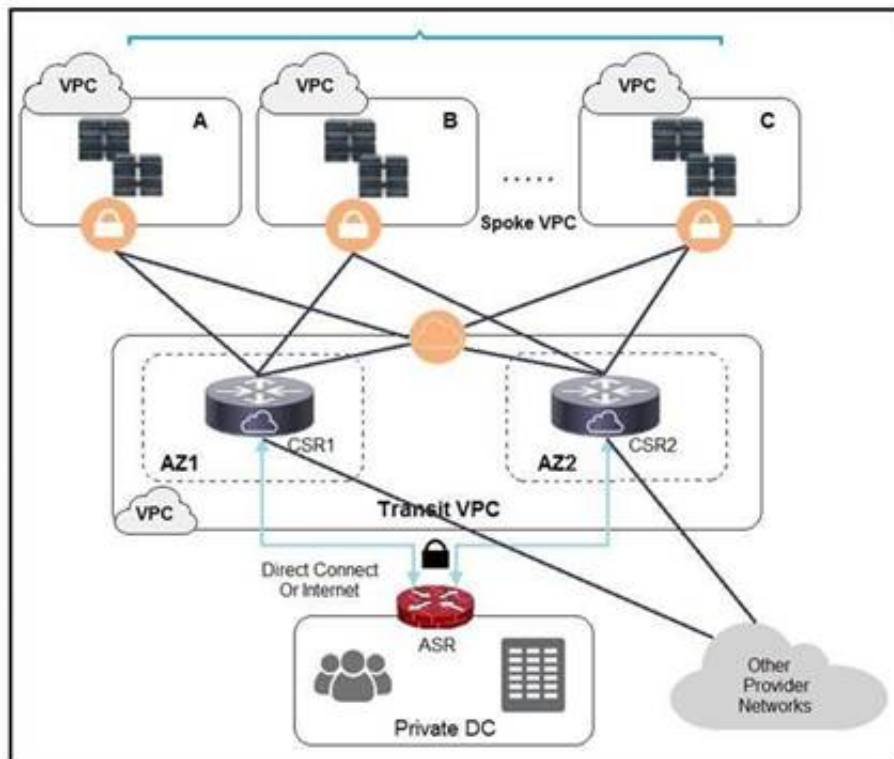 VPC
VPC
VPC
A
B
C
.....
Spoke VPC
CSR1
CSR2
AZ1
AZ2
Transit VPC
VPC
Direct Connect
Or Internet
ASR
Private DC
Other
Provider
Networks